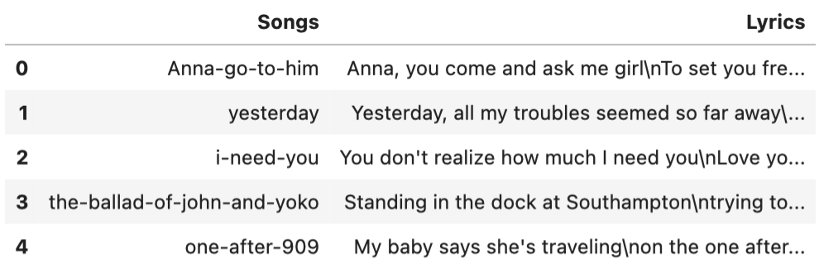 Songs Lyrics
0 Anna-go-to-him Anna, you come and ask me girl\nTo set you fre...
1 yesterday Yesterday, all my troubles seemed so far away\...
2 i-need-you You don't realize how much I need you\nLove yo...
3 the-ballad-of-john-and-yoko Standing in the dock at Southampton\ntrying to...
4 one-after-909 My baby says she's traveling\non the one after...